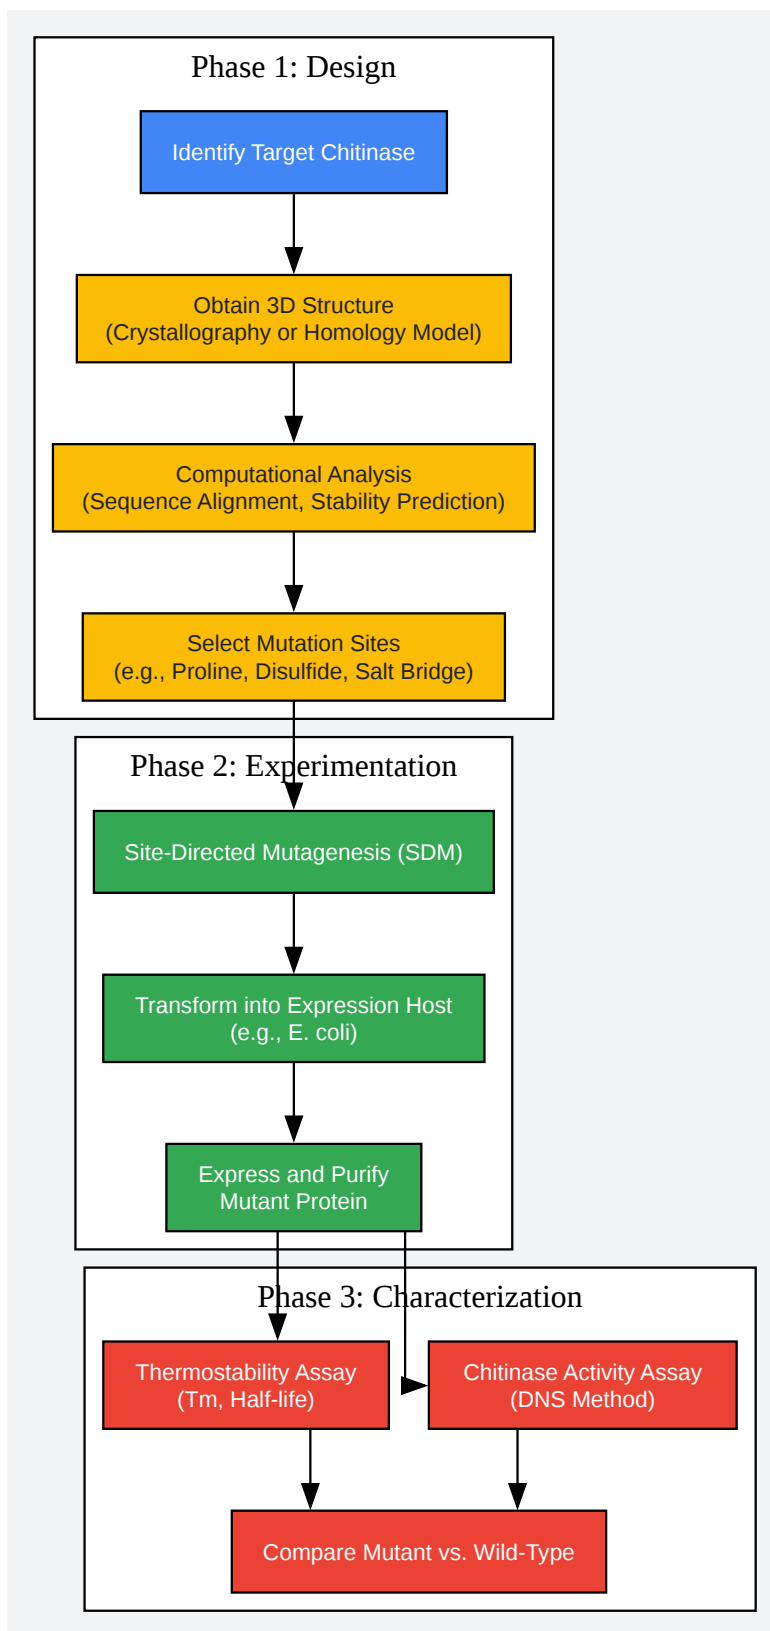 Phase 1: Design
Identify Target Chitinase
Obtain 3D Structure
(Crystallography or Homology Model)
Computational Analysis
(Sequence Alignment, Stability Prediction)
Select Mutation Sites
(e.g., Proline, Disulfide, Salt Bridge)
Phase 2: Experimentation
Site-Directed Mutagenesis (SDM)
Transform into Expression Host
(e.g., E. coli)
Express and Purify
Mutant Protein
Phase 3: Characterization
Thermostability Assay
(Tm, Half-life)
Chitinase Activity Assay
(DNS Method)
Compare Mutant vs. Wild-Type